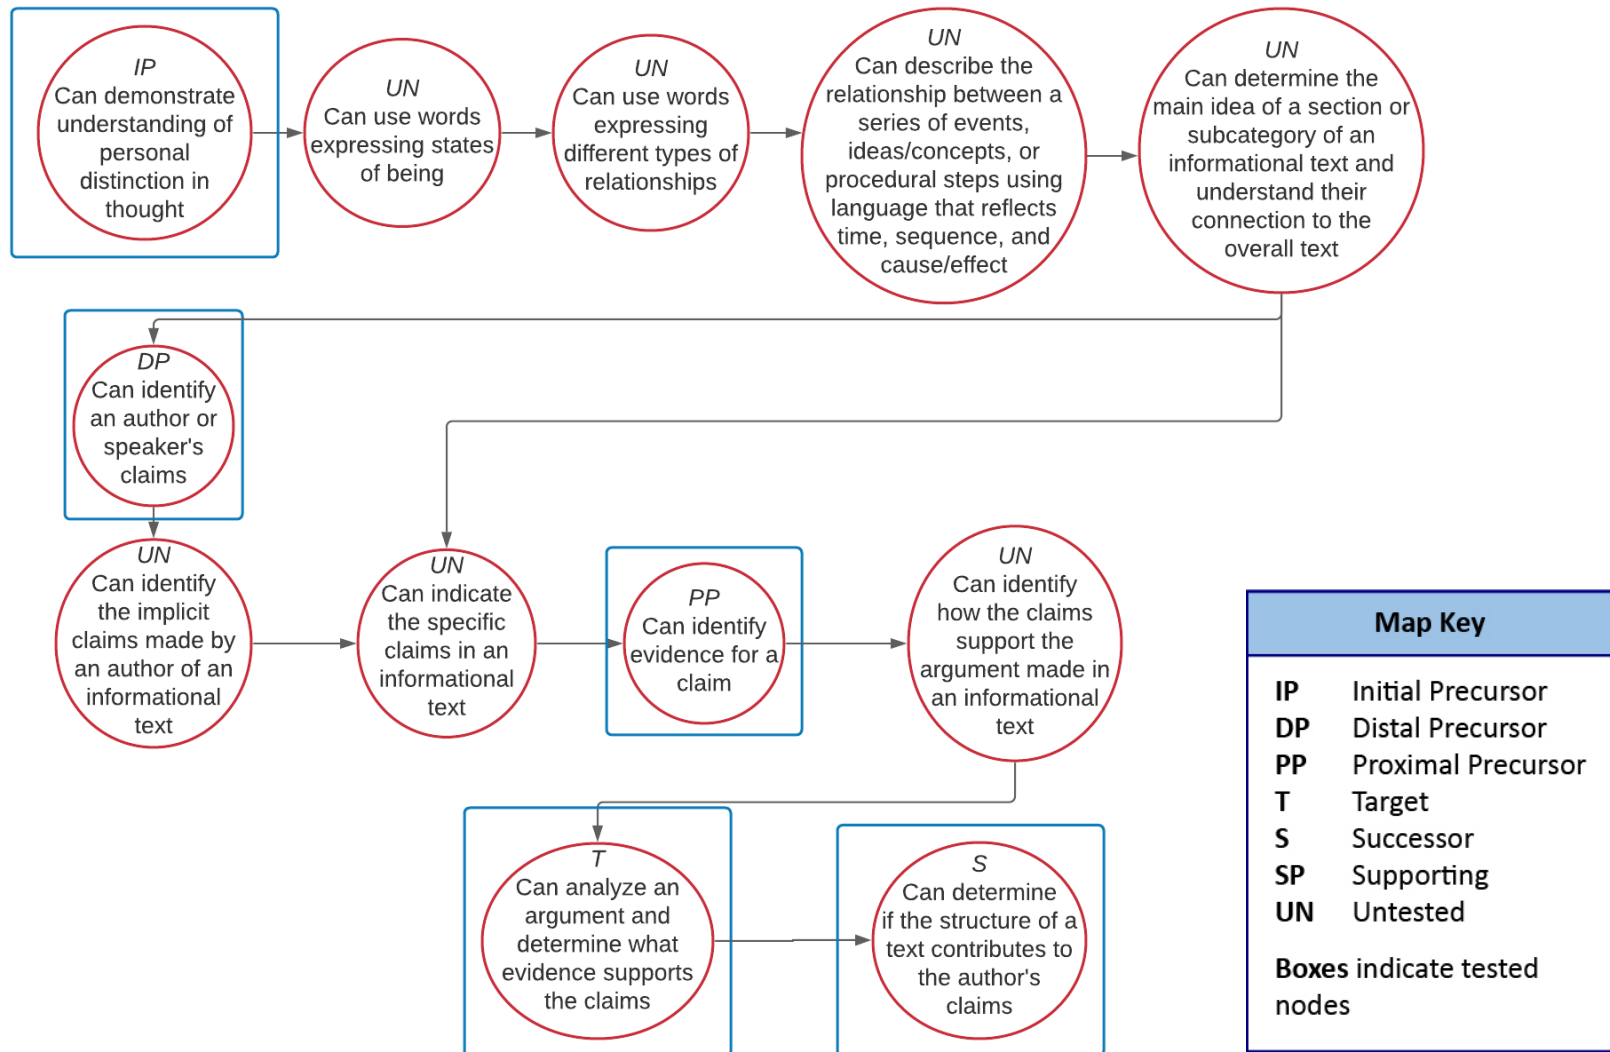 IP
Can demonstrate
understanding of
personal
distinction in
thought
UN
Can use words
expressing states
of being
UN
Can use words
expressing
different types of
relationships
UN
Can describe the
relationship between a
series of events,
ideas/concepts, or
procedural steps using
language that reflects
time, sequence, and
cause/effect
UN
Can determine the
main idea of a section or
subcategory of an
informational text and
understand their
connection to the
overall text
DP
Can identify
an author or
speaker's
claims
UN
Can identify
the implicit
claims made by
an author of an
informational
text
UN
Can indicate
the specific
claims in an
informational
text
PP
Can identify
evidence for a
claim
UN
Can identify
how the claims
support the
argument made in
an informational
text
T
Can analyze an
argument and
determine what
evidence supports
the claims
S
Can determine
if the structure of a
text contributes to
the author's
claims
Map Key
IP Initial Precursor
DP Distal Precursor
PP Proximal Precursor
T Target
S Successor
SP Supporting
UN Untested
Boxes indicate tested
nodes